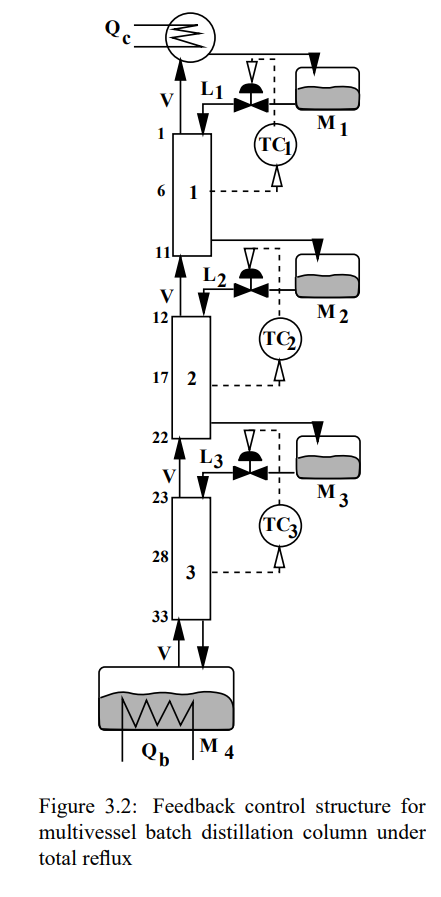 Qc
V
L1
M1
TC1
1
6
1
11
V
L2
M2
12
TC2
17
2
22
V
L3
M3
23
TC3
28
3
33
V
Qb
M4
Figure 3.2: Feedback control structure for
multivessel batch distillation column under
total reflux